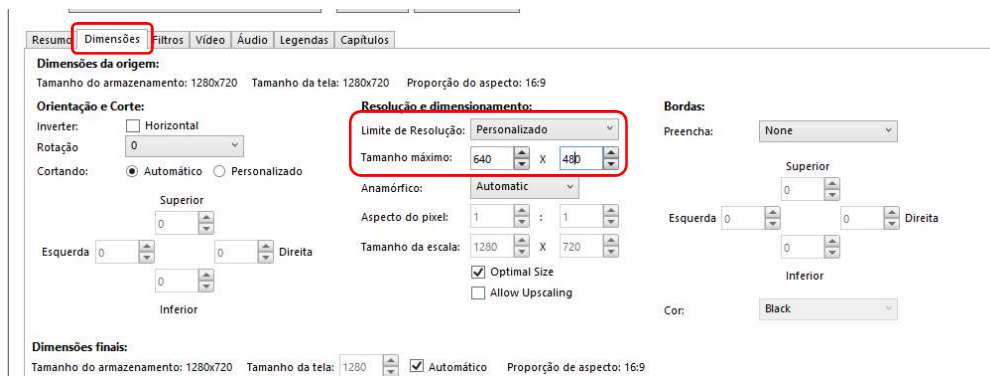 Resumo Dimensões Filtros Vídeo Áudio Legendas Capítulos
Dimensões da origem:
Tamanho do armazenamento: 1280x720 Tamanho da tela: 1280x720 Proporção do aspecto: 16:9
Orientação e Corte:
Inverter: Horizontal
Rotação 0
Cortando: Automático Personalizado
Superior
0
Esquerda 0 0 Direita
0
Inferior
Resolução e dimensionamento:
Limite de Resolução: Personalizado
Tamanho máximo: 640 X 480
Anamórfico: Automatic
Aspecto do pixel: 1 : 1
Tamanho da escala: 1280 X 720
Optimal Size
Allow Upscaling
Bordas:
Preencha: None
Superior
0
Esquerda 0 0 Direita
0
Inferior
Cor: Black
Dimensões finais:
Tamanho do armazenamento: 1280x720 Tamanho da tela: 1280 Automático Proporção de aspecto: 16:9